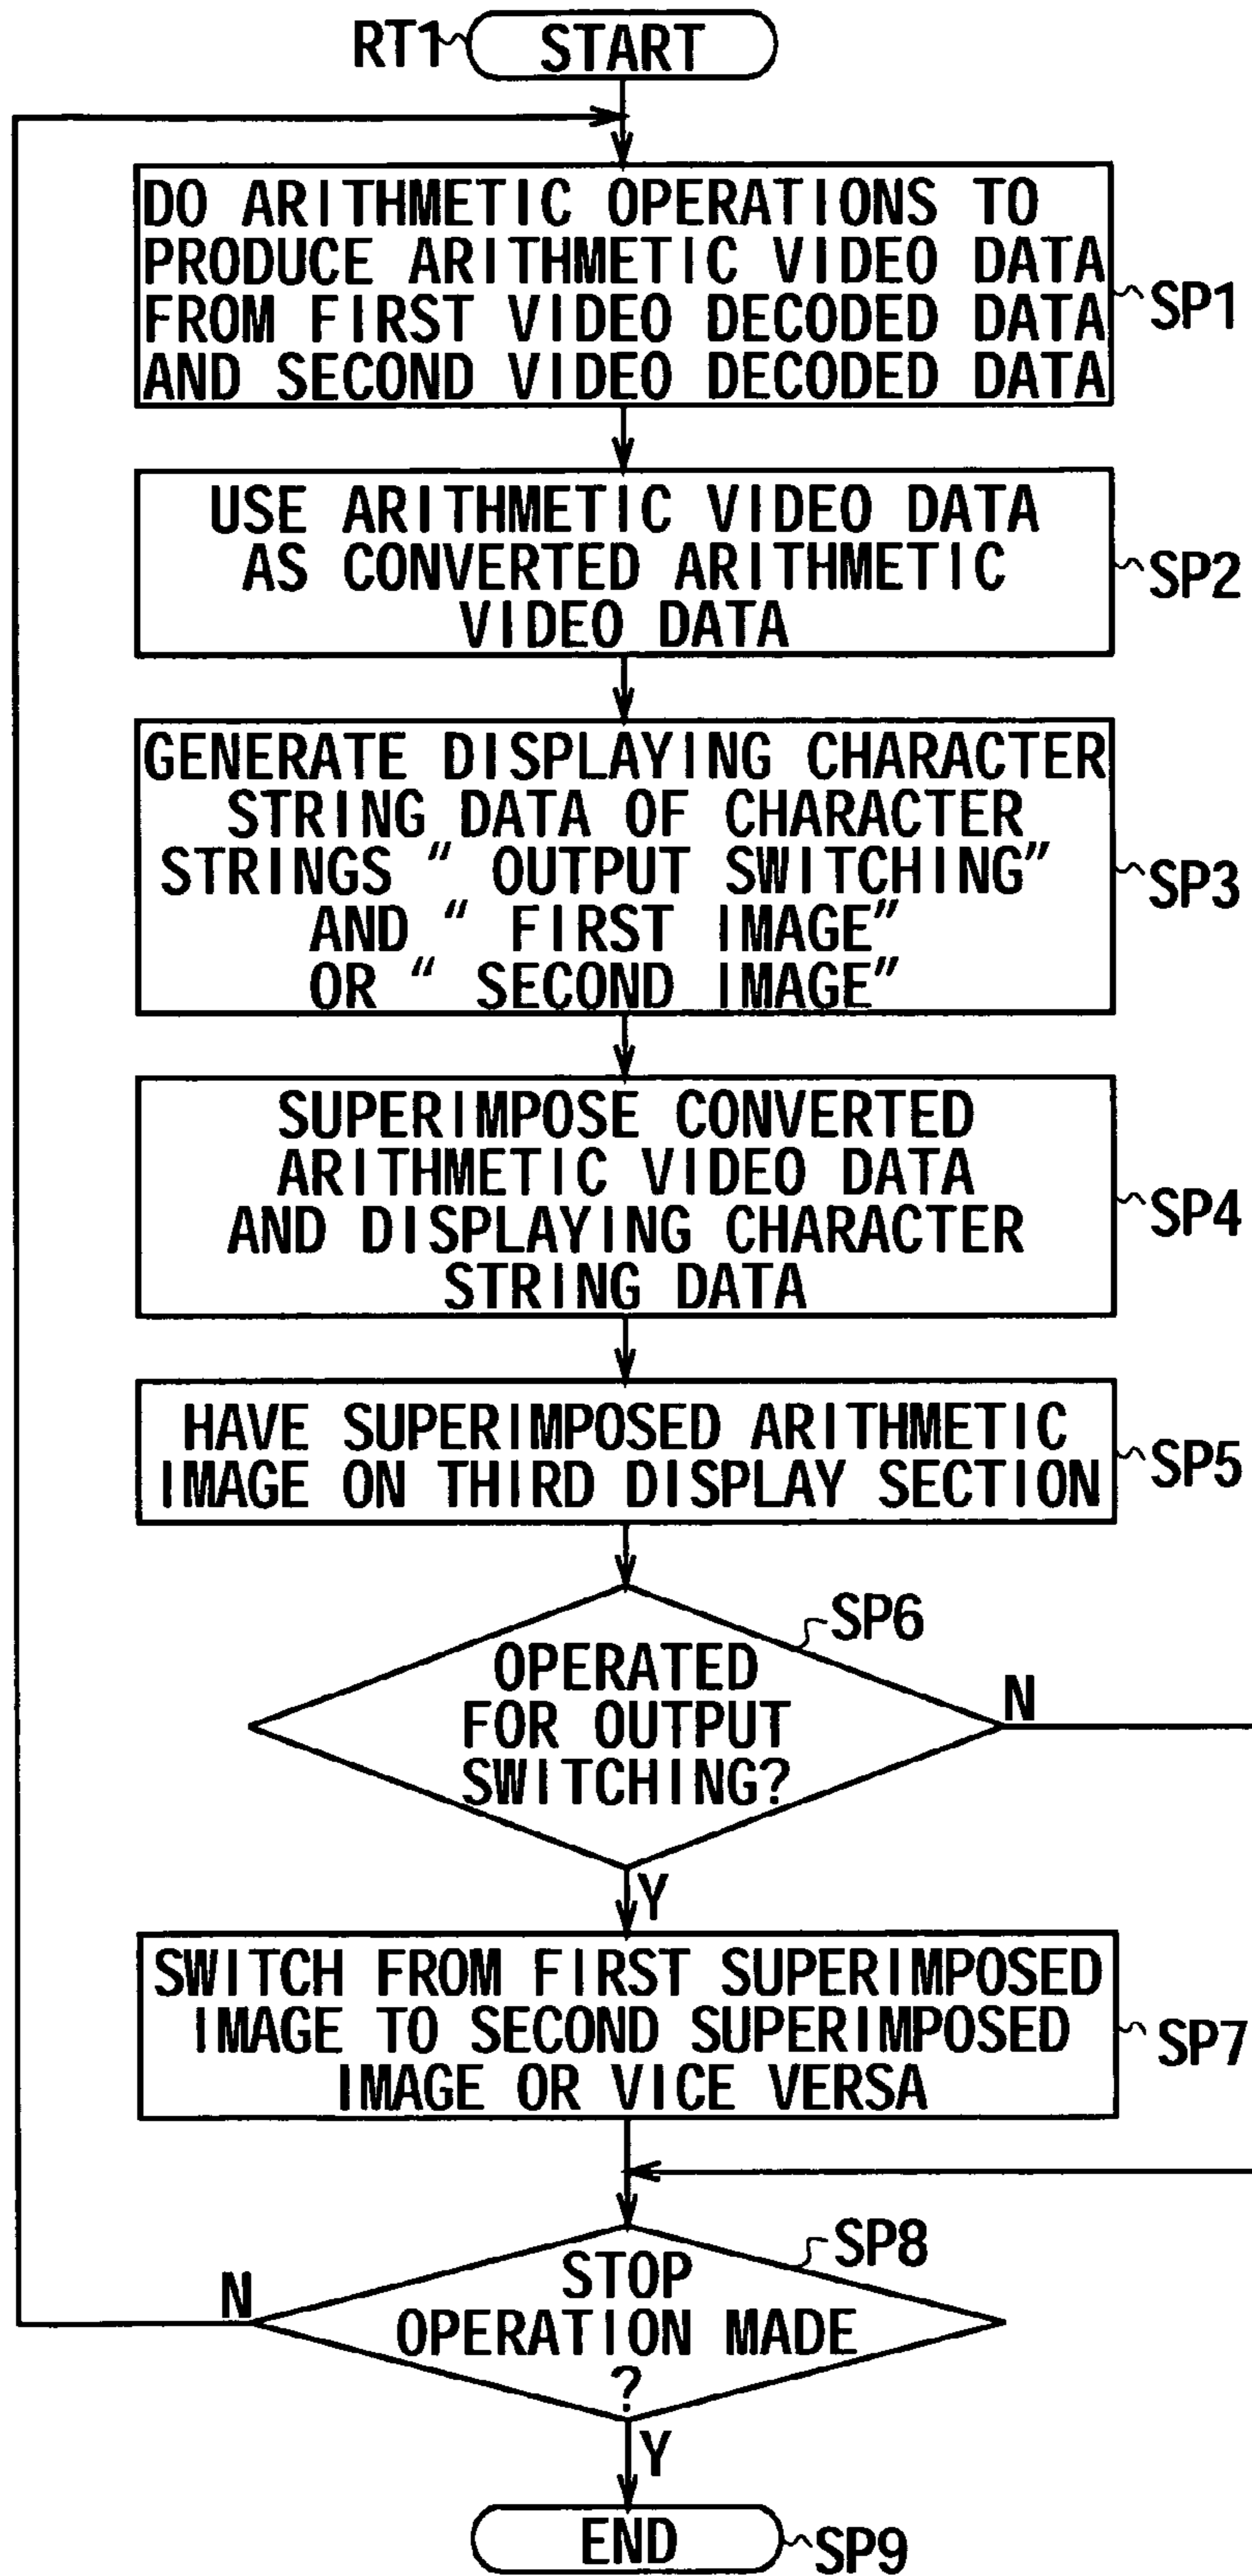 RT1
START
DO ARITHMETIC OPERATIONS TO
PRODUCE ARITHMETIC VIDEO DATA
FROM FIRST VIDEO DECODED DATA
AND SECOND VIDEO DECODED DATA
SP1
USE ARITHMETIC VIDEO DATA
AS CONVERTED ARITHMETIC
VIDEO DATA
SP2
GENERATE DISPLAYING CHARACTER
STRING DATA OF CHARACTER
STRINGS “ OUTPUT SWITCHING”
AND “ FIRST IMAGE”
OR “ SECOND IMAGE”
SP3
SUPERIMPOSE CONVERTED
ARITHMETIC VIDEO DATA
AND DISPLAYING CHARACTER
STRING DATA
SP4
HAVE SUPERIMPOSED ARITHMETIC
IMAGE ON THIRD DISPLAY SECTION
SP5
SP6
OPERATED
FOR OUTPUT
SWITCHING?
N
Y
SWITCH FROM FIRST SUPERIMPOSED
IMAGE TO SECOND SUPERIMPOSED
IMAGE OR VICE VERSA
SP7
SP8
STOP
OPERATION MADE
?
N
Y
END
SP9